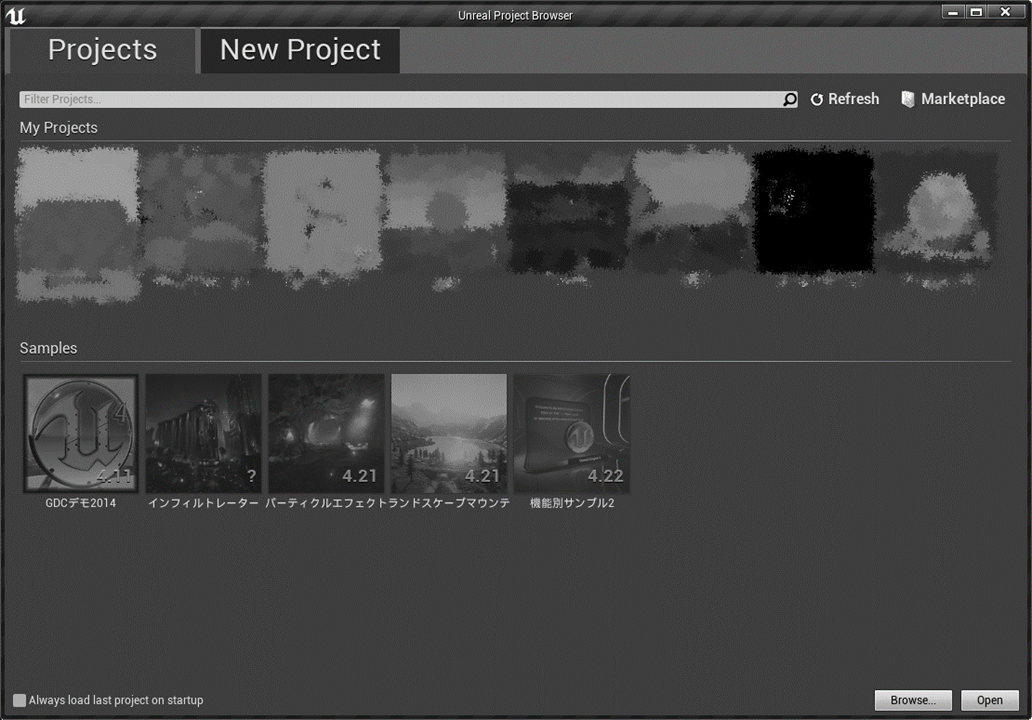 Unreal Project Browser
Projects
New Project
Filter Projects...
Refresh
Marketplace
My Projects
Samples
4
4.11
?
4.21
4.21
4.22
GDCデモ2014
インフィルトレーター
パーティクルエフェクト
ランドスケープマウンテ
機能別サンプル2
Always load last project on startup
Browse...
Open